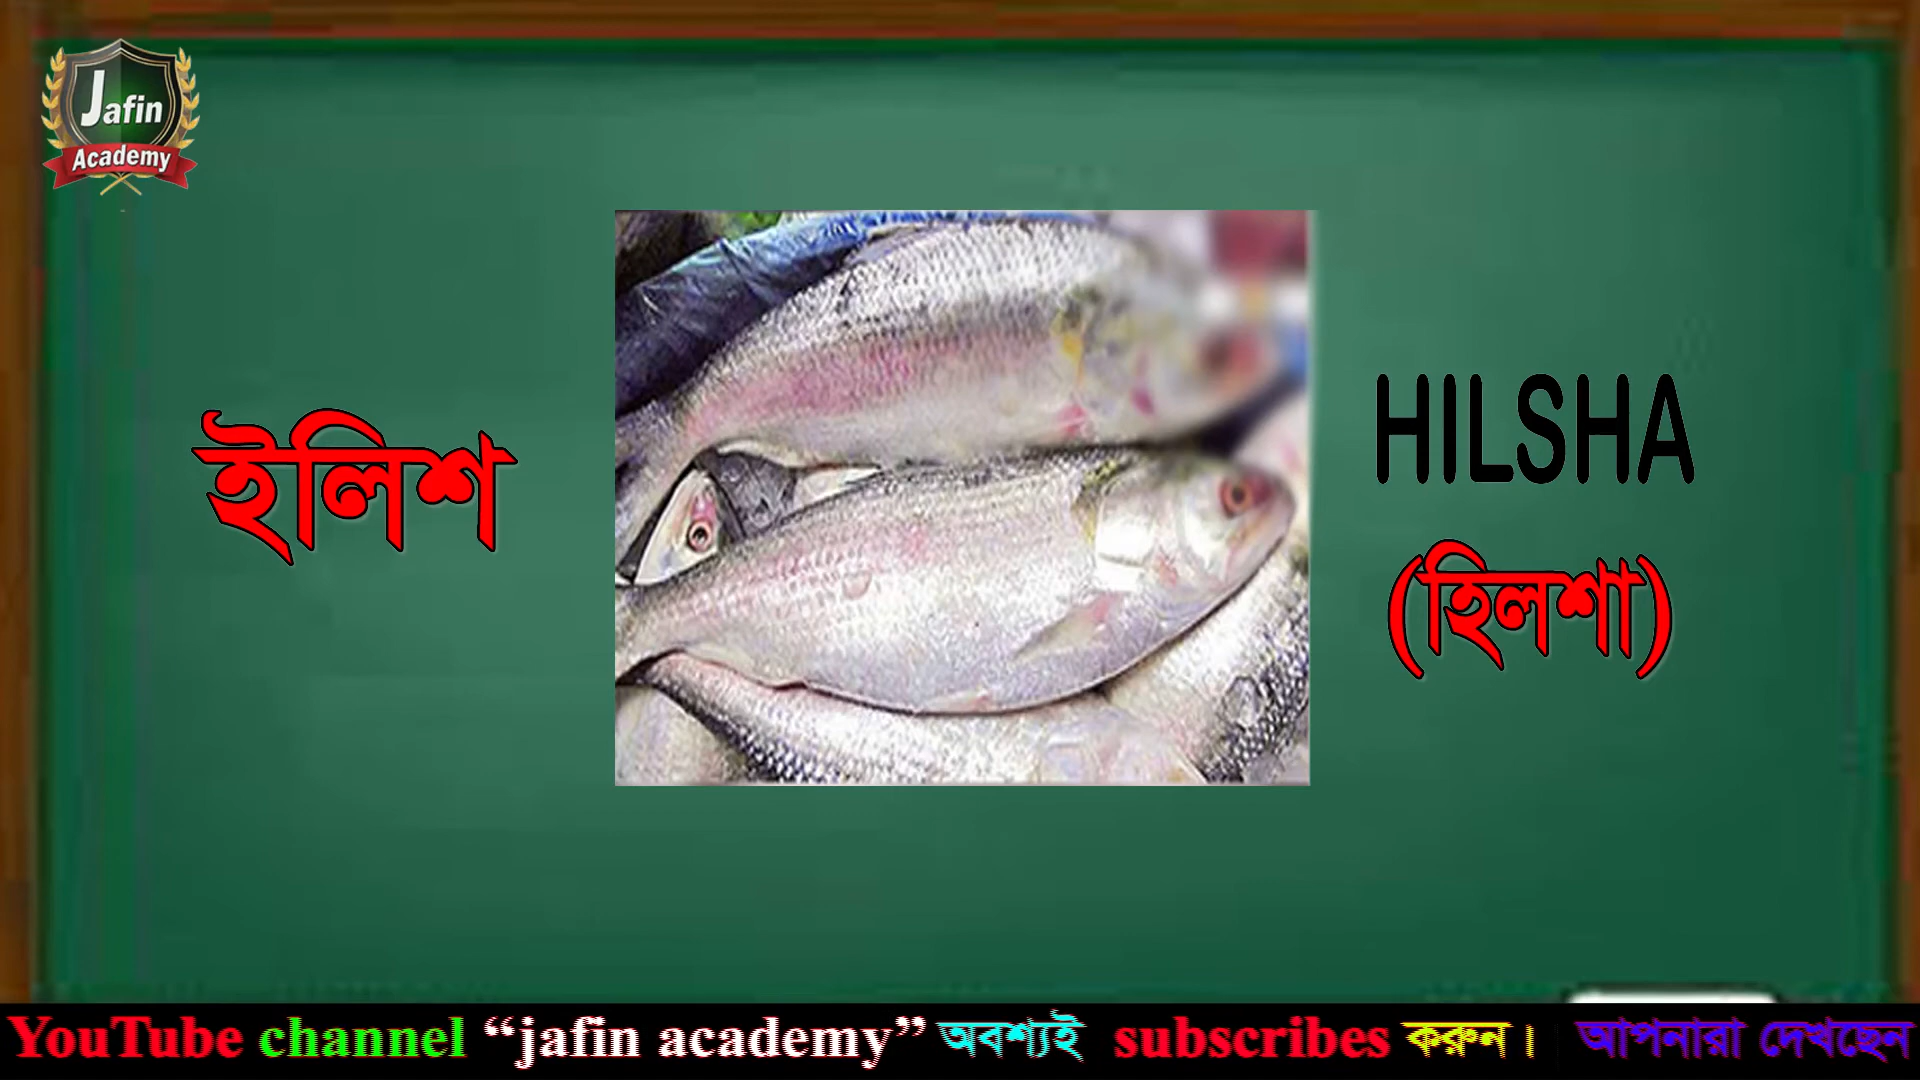 Jafin
Academy
ইলিশ
HILSHA
(হিলশা)
YouTube channel “jafin academy” অবশ্যই subscribes করুন। আপনারা দেখছেন